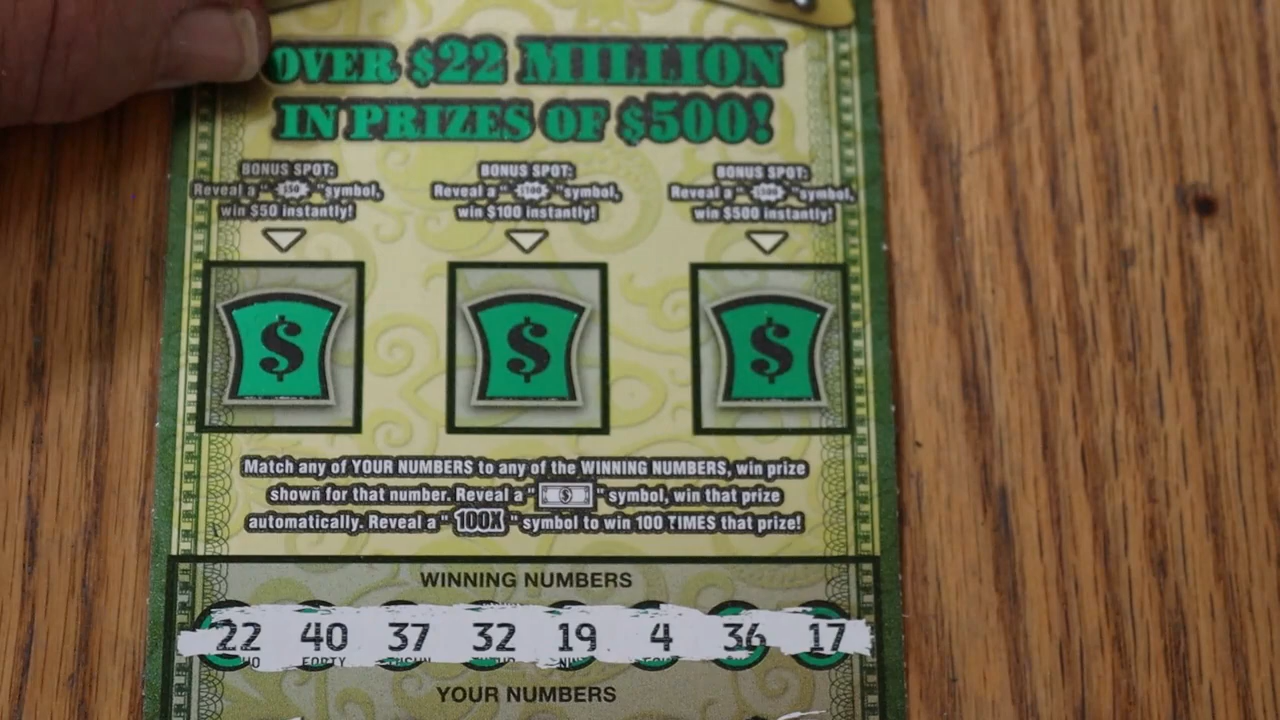 OVER $22 MILLION
IN PRIZES OF $500!
BONUS SPOT:
Reveal a " $50 " symbol,
win $50 instantly!
BONUS SPOT:
Reveal a " $100 " symbol,
win $100 instantly!
BONUS SPOT:
Reveal a " $500 " symbol,
win $500 instantly!
$ $ $
Match any of YOUR NUMBERS to any of the WINNING NUMBERS, win prize
shown for that number. Reveal a " $ " symbol, win that prize
automatically. Reveal a " 100X " symbol to win 100 TIMES that prize!
WINNING NUMBERS
22 40 37 32 19 4 36 17
FORTY
YOUR NUMBERS